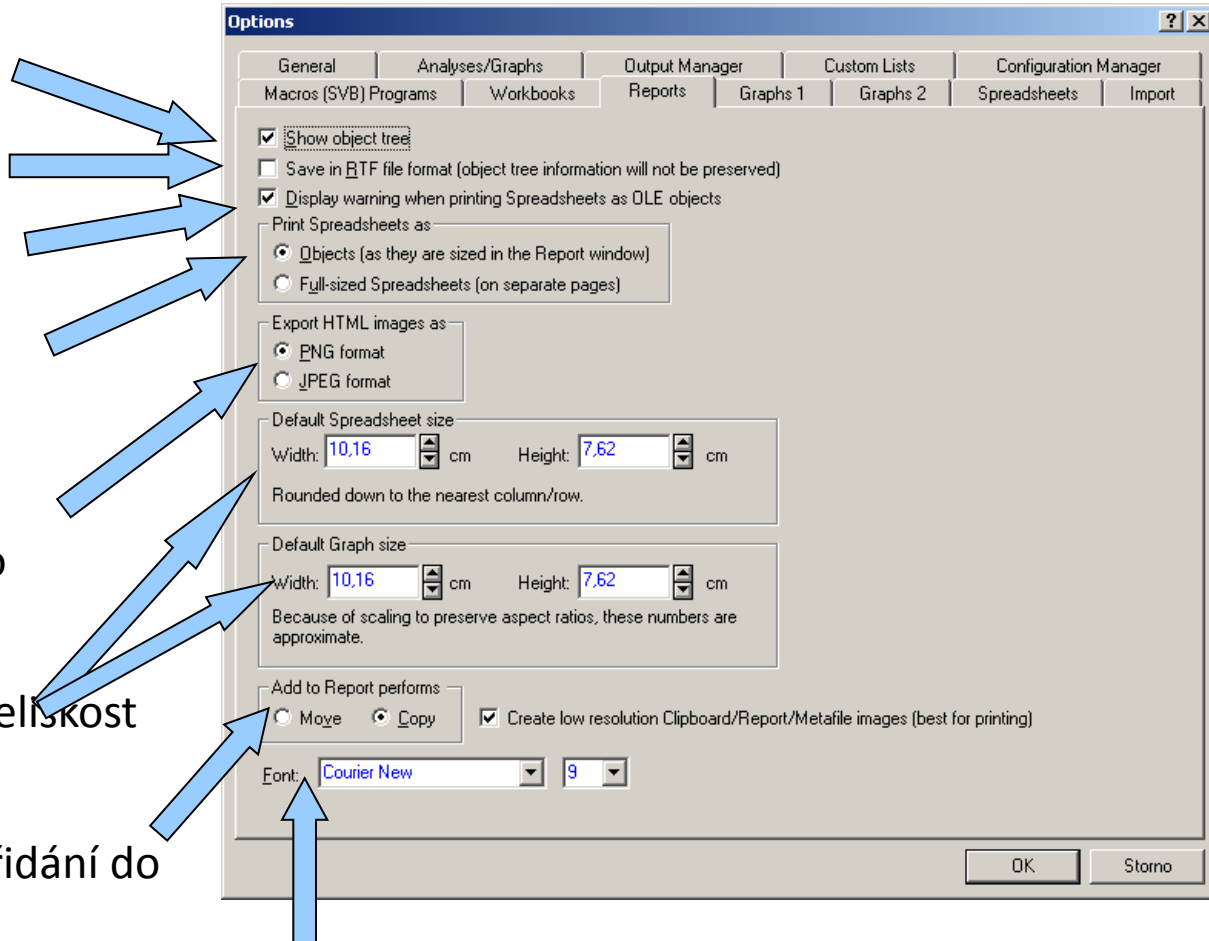 Options
General Analyses/Graphs Output Manager Custom Lists Configuration Manager
Macros (SVB) Programs Workbooks Reports Graphs 1 Graphs 2 Spreadsheets Import
Show object tree
Save in RTF file format (object tree information will not be preserved)
Display warning when printing Spreadsheets as OLE objects
Print Spreadsheets as
Objects (as they are sized in the Report window)
Full-sized Spreadsheets (on separate pages)
Export HTML images as
PNG format
JPEG format
Default Spreadsheet size
Width: 10,16 cm Height: 7,62 cm
Rounded down to the nearest column/row.
Default Graph size
Width: 10,16 cm Height: 7,62 cm
Because of scaling to preserve aspect ratios, these numbers are
approximate.
Add to Report performs
eliskost
Move Copy Create low resolution Clipboard/Report/Metafile images (best for printing)
Font: Courier New 9
řidání do
OK Storno